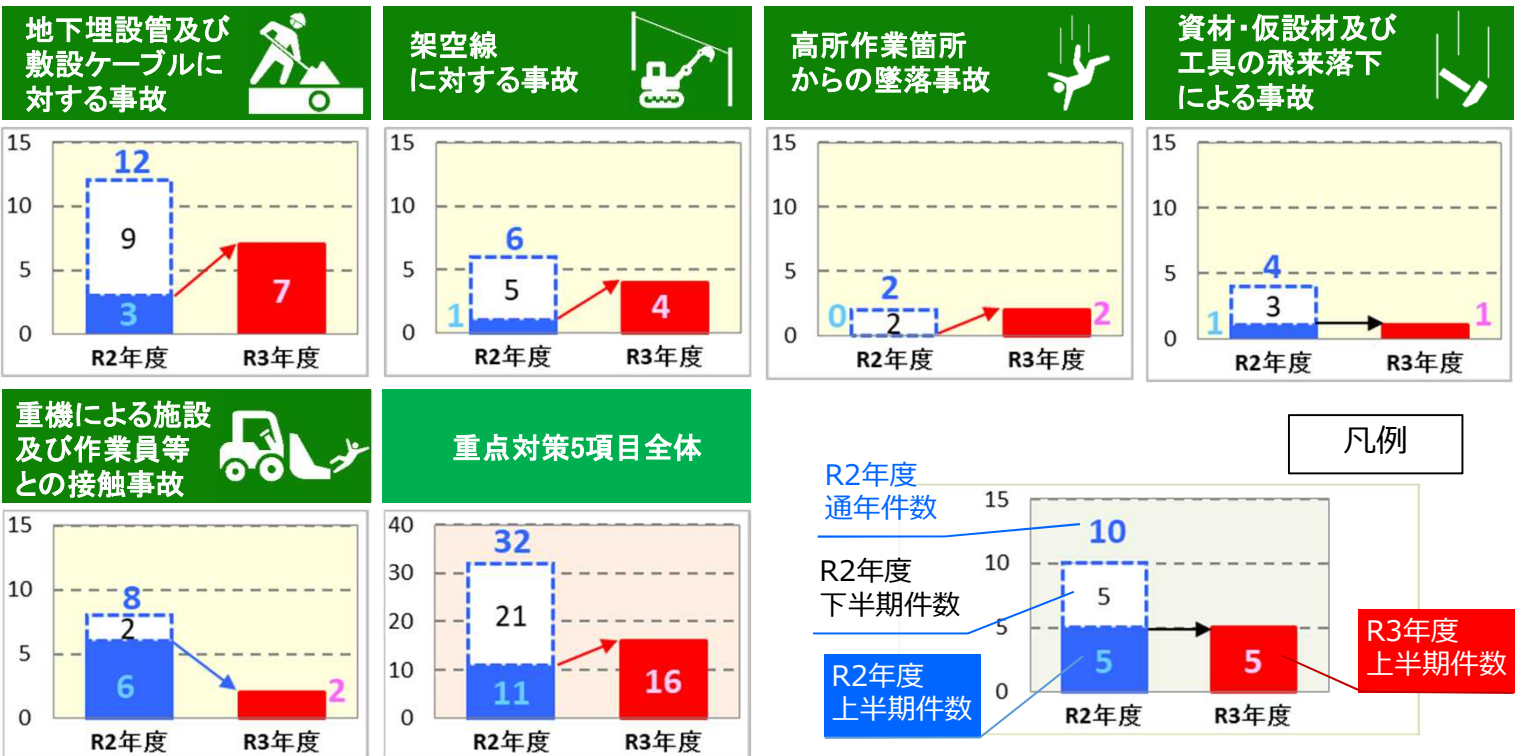 地下埋設管及び
敷設ケーブルに
対する事故
15
10
5
0
12
9
3
7
R2年度
R3年度
架空線
に対する事故
15
10
5
0
6
5
1
4
R2年度
R3年度
高所作業箇所
からの墜落事故
15
10
5
0
2
2
0
2
R2年度
R3年度
資材・仮設材及び
工具の飛来落下
による事故
15
10
5
0
4
3
1
1
R2年度
R3年度
重機による施設
及び作業員等
との接触事故
15
10
5
0
8
2
6
2
R2年度
R3年度
重点対策5項目全体
40
30
20
10
0
32
21
11
16
R2年度
R3年度
凡例
R2年度
通年件数
R2年度
下半期件数
R2年度
上半期件数
15
10
5
0
10
5
5
5
R2年度
R3年度
R3年度
上半期件数